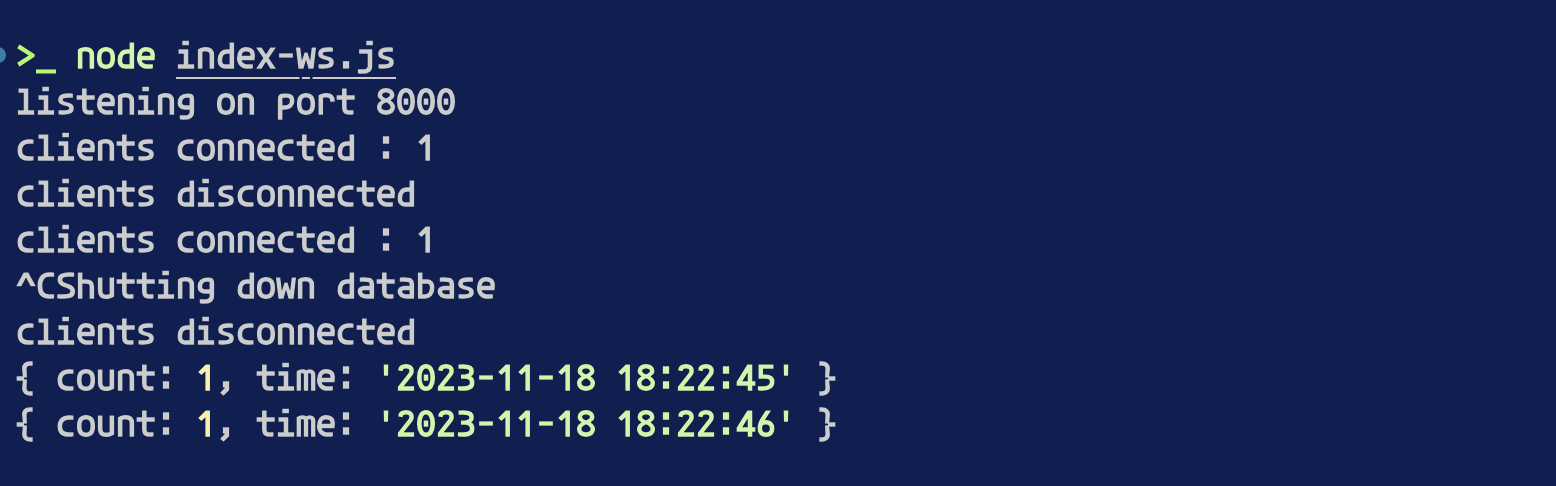 >_ node index-ws.js
listening on port 8000
clients connected : 1
clients disconnected
clients connected : 1
^CShutting down database
clients disconnected
{ count: 1, time: '2023-11-18 18:22:45' }
{ count: 1, time: '2023-11-18 18:22:46' }